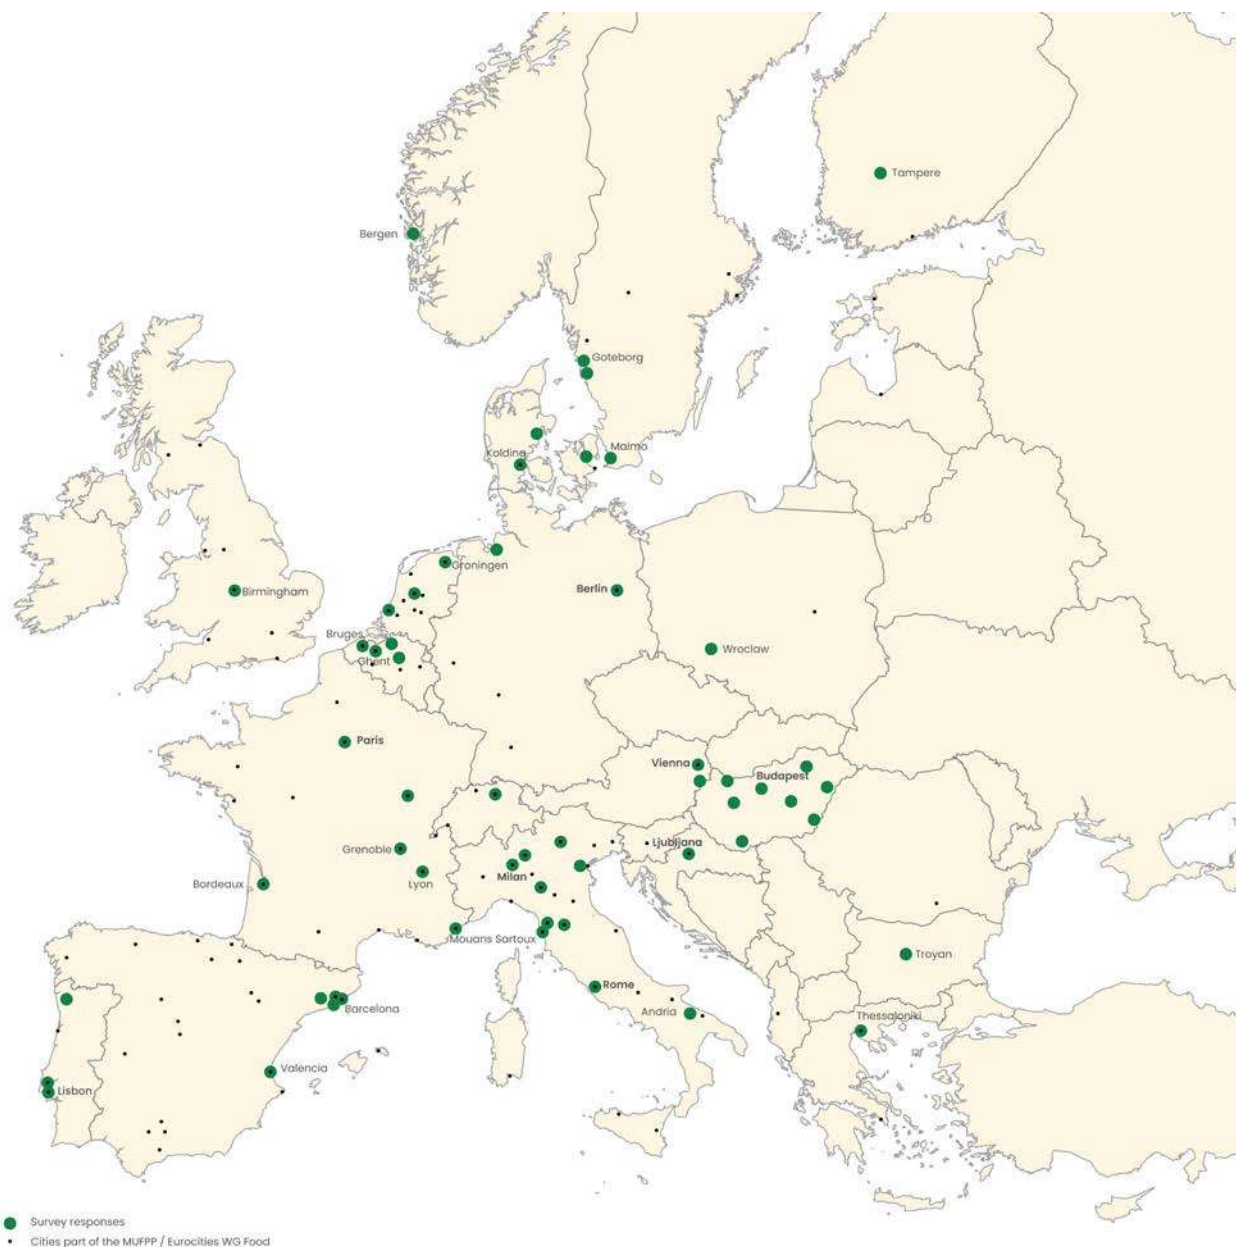 Tampere
Bergen
Goteborg
Malmo
Kolding
Groningen
Birmingham
Berlin
Bruges
Ghent
Wroclaw
Paris
Vienna
Budapest
Grenoble
Ljubljana
Milan
Lyon
Bordeaux
Mouans Sartoux
Troyan
Rome
Barcelona
Andria
Thessaloniki
Valencia
Lisbon
Survey responses
Cities part of the MUFPP / Eurocities WG Food